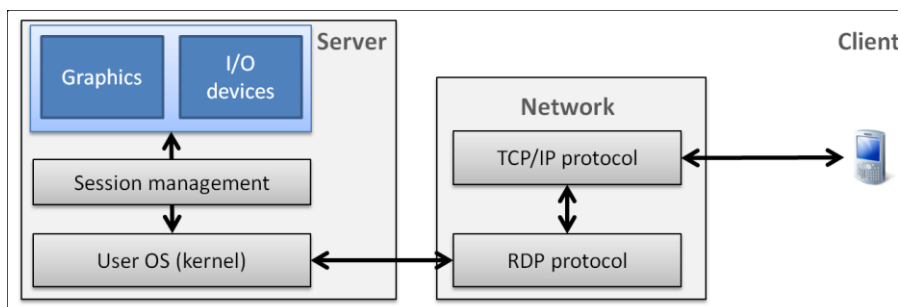 Server
Client
Graphics
I/O
devices
Network
TCP/IP protocol
Session management
User OS (kernel)
RDP protocol